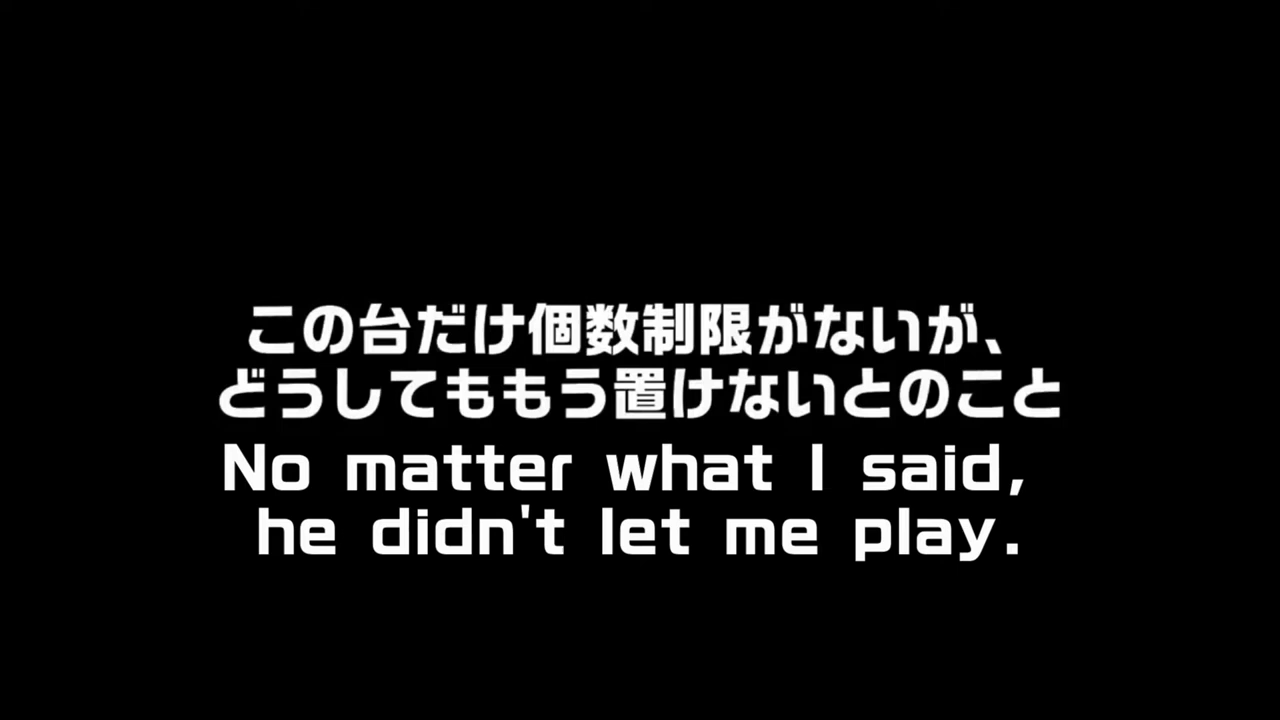 この台だけ個数制限がないが、
どうしてももう置けないとのこと
No matter what I said,
he didn't let me play.